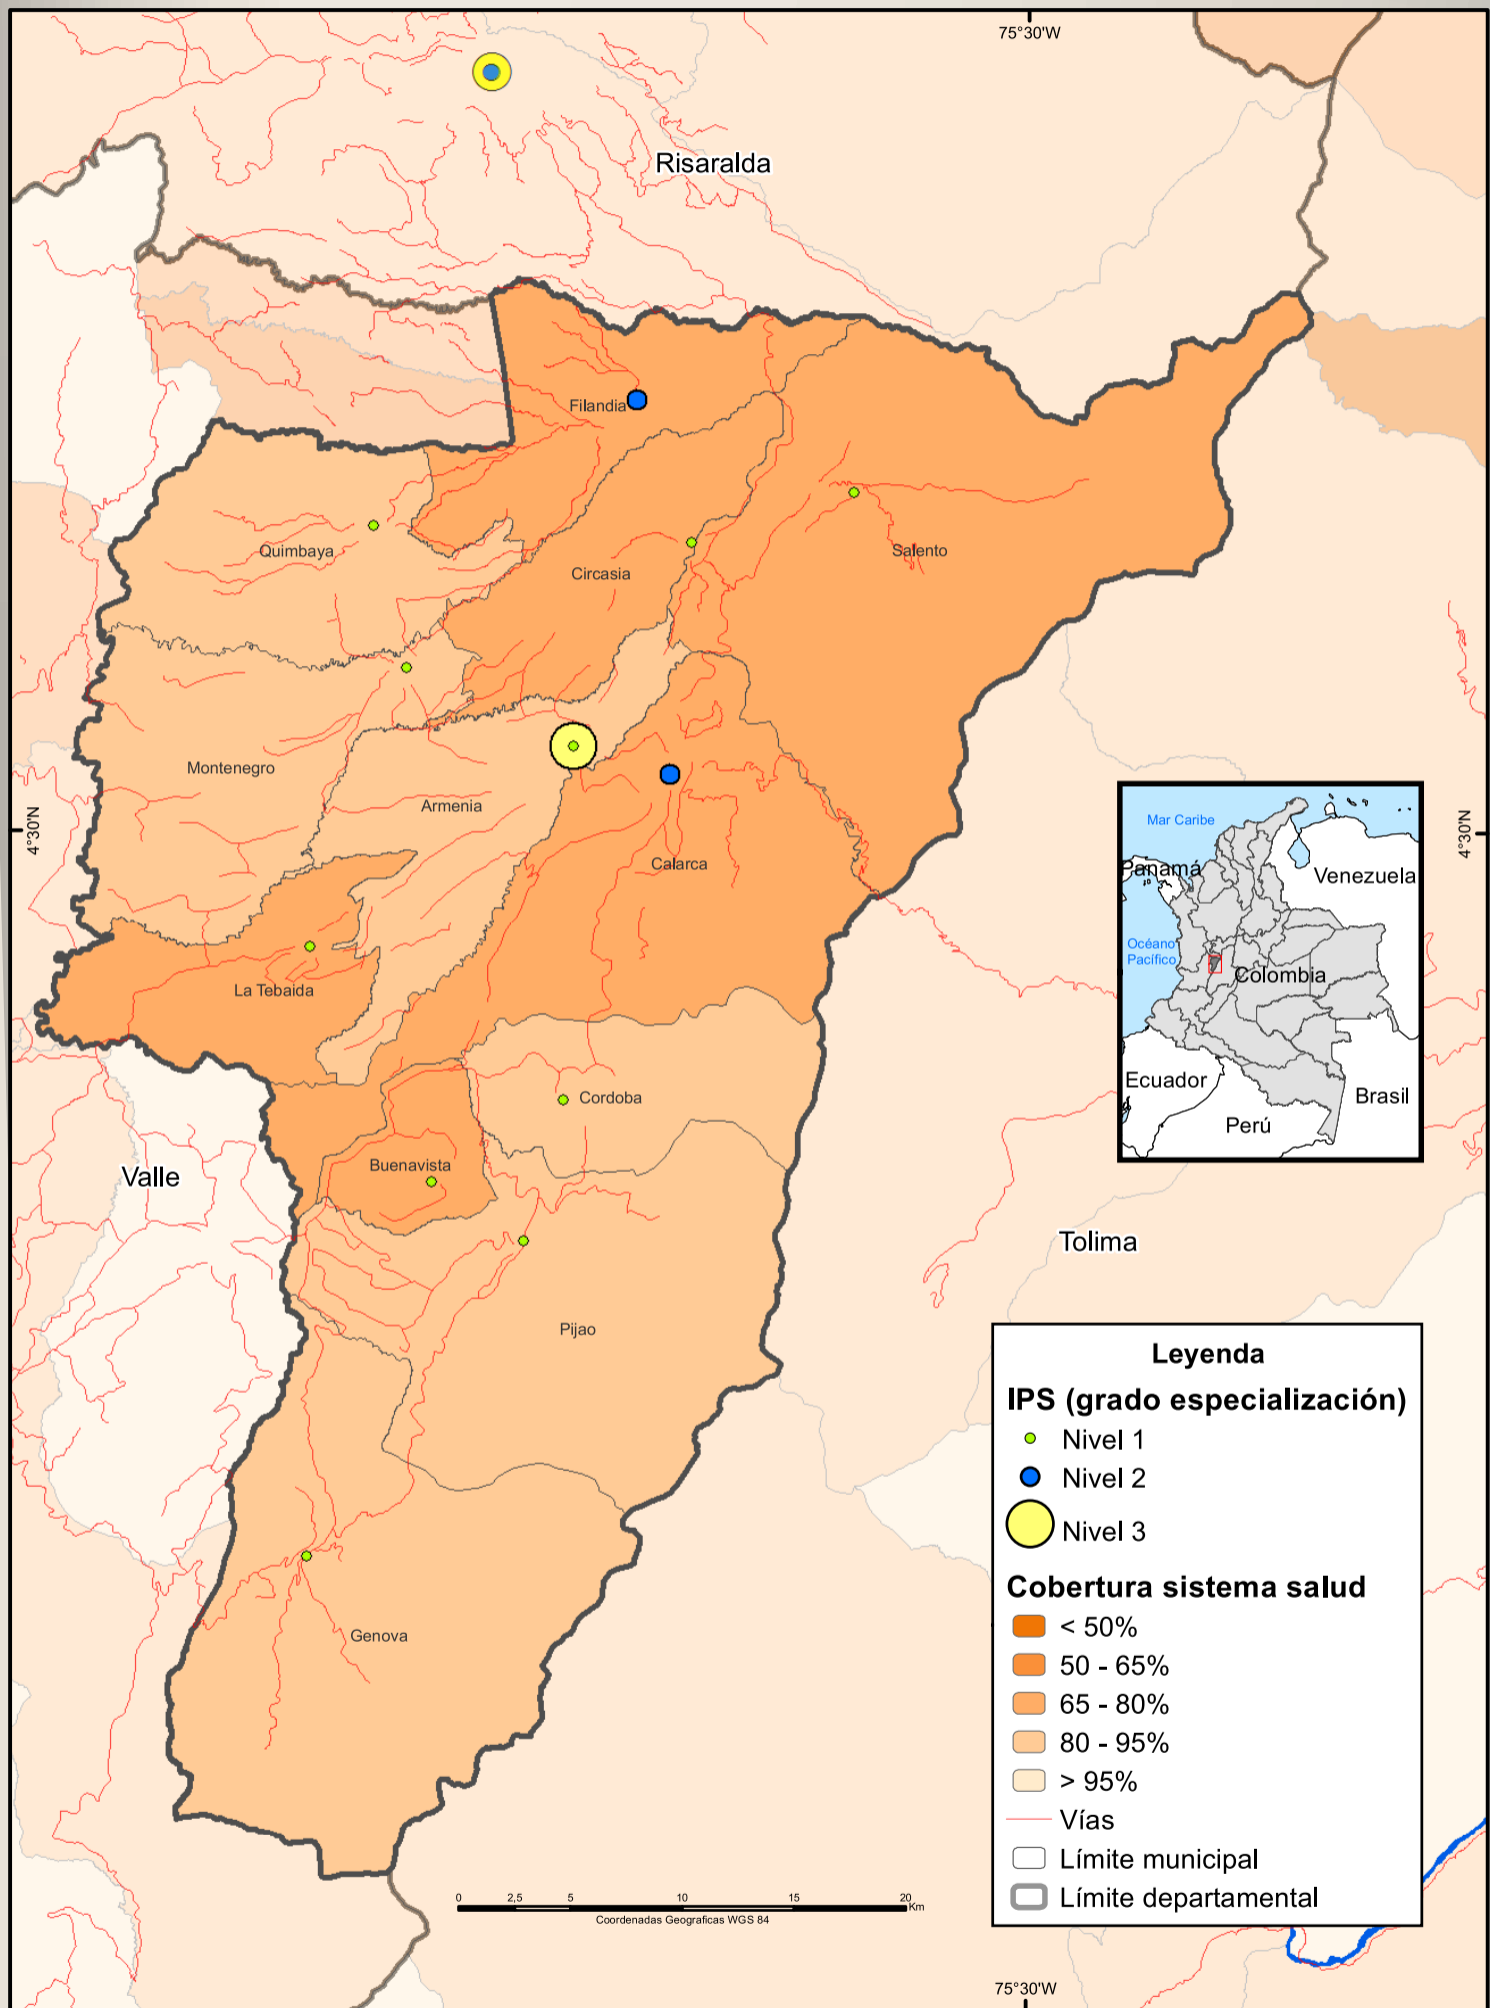 75°30'W
Risaralda
Filandia
Quimbaya
Circasia
Salento
Montenegro
Armenia
4°30'N
4°30'N
Calarca
La Tebaida
Cordoba
Buenavista
Valle
Pijao
Tolima
Genova
Mar Caribe
Panamá
Venezuela
Océano
Pacífico
Colombia
Ecuador
Brasil
Perú
Leyenda
IPS (grado especialización)
Nivel 1
Nivel 2
Nivel 3
Cobertura sistema salud
< 50%
50 - 65%
65 - 80%
80 - 95%
> 95%
Vías
Límite municipal
Límite departamental
0 2,5 5 10 15 20
Km
Coordenadas Geograficas WGS 84
75°30'W